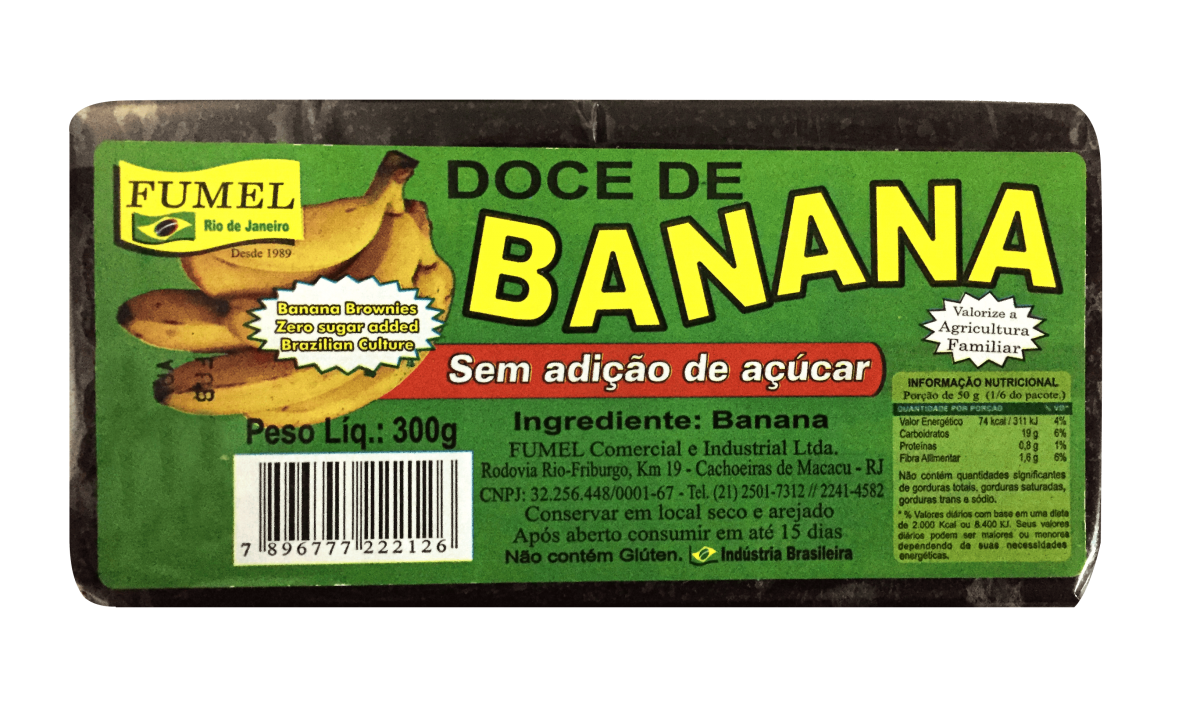 FUMEL
Rio de Janeiro
Desde 1989
DOCE DE
BANANA
Banana Brownies
Zero sugar added
Brazilian Culture
Valorize a
Agricultura
Familiar
Sem adição de açúcar
Peso Líq.: 300g
7 896777 222126
Ingrediente: Banana
FUMEL Comercial e Industrial Ltda.
Rodovia Rio-Friburgo, Km 19 - Cachoeiras de Macacu - RJ
CNPJ: 32.256.448/0001-67 - Tel. (21) 2501-7312 // 2241-4582
Conservar em local seco e arejado
Após aberto consumir em até 15 dias
Não contém Glúten. Indústria Brasileira
INFORMAÇÃO NUTRICIONAL
Porção de 50 g (1/6 do pacote.)
QUANTIDADE POR PORÇÃO % VD*
Valor Energético 74 kcal / 311 kJ 4%
Carboidratos 19 g 6%
Proteínas 0,8 g 1%
Fibra Alimentar 1,6 g 6%
Não contém quantidades significantes
de gorduras totais, gorduras saturadas,
gorduras trans e sódio.
* % Valores diários com base em uma dieta
de 2.000 Kcal ou 8.400 KJ. Seus valores
diários podem ser maiores ou menores
dependendo de suas necessidades
energéticas.